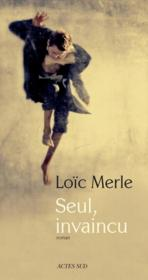 Loïc Merle
Seul,
invaincu
roman
ACTES SUD